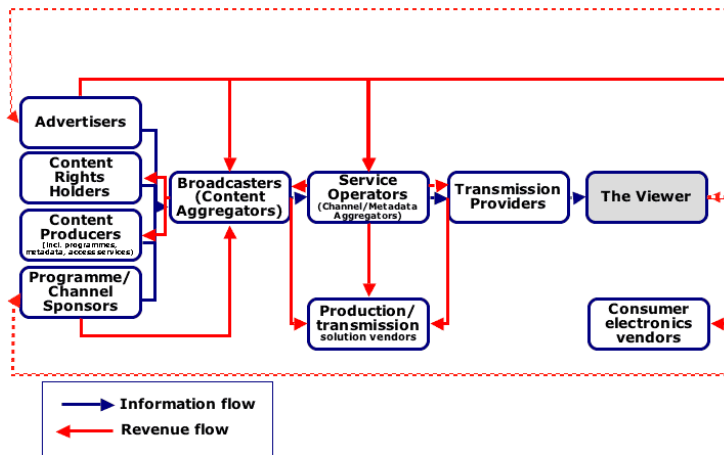 Advertisers
Content
Rights
Holders
Content
Producers
(incl. programmes,
metadata, access services)
Programme/
Channel
Sponsors
Broadcasters
(Content
Aggregators)
Service
Operators
(Channel/Metadata
Aggregators)
Transmission
Providers
The Viewer
Production/
transmission
solution vendors
Consumer
electronics
vendors
Information flow
Revenue flow